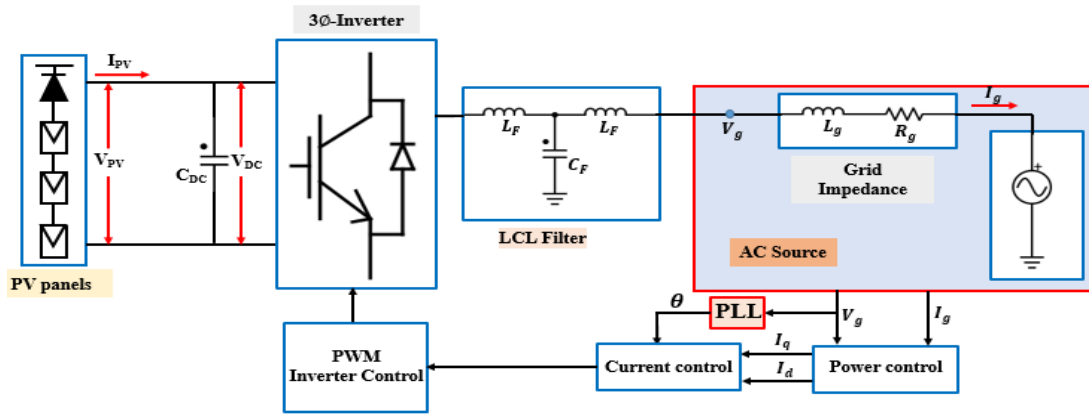 3Ø-Inverter
I_PV
V_PV
C_DC
V_DC
PV panels
L_F
L_F
C_F
LCL Filter
V_g
L_g
R_g
I_g
Grid
Impedance
+
AC Source
θ
PLL
V_g
I_g
PWM
Inverter Control
Current control
I_q
I_d
Power control